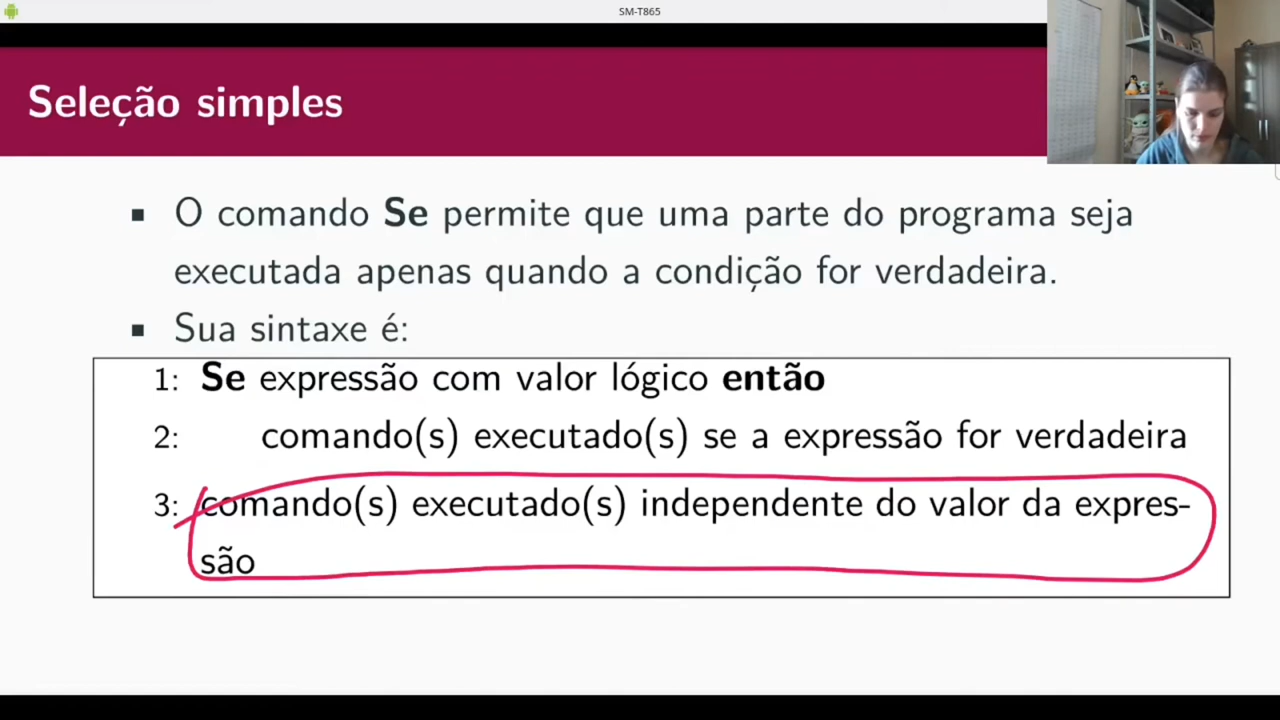 SM-T865
Seleção simples
▪ O comando Se permite que uma parte do programa seja
executada apenas quando a condição for verdadeira.
▪ Sua sintaxe é:
1: Se expressão com valor lógico então
2: comando(s) executado(s) se a expressão for verdadeira
3: comando(s) executado(s) independente do valor da expres-
são